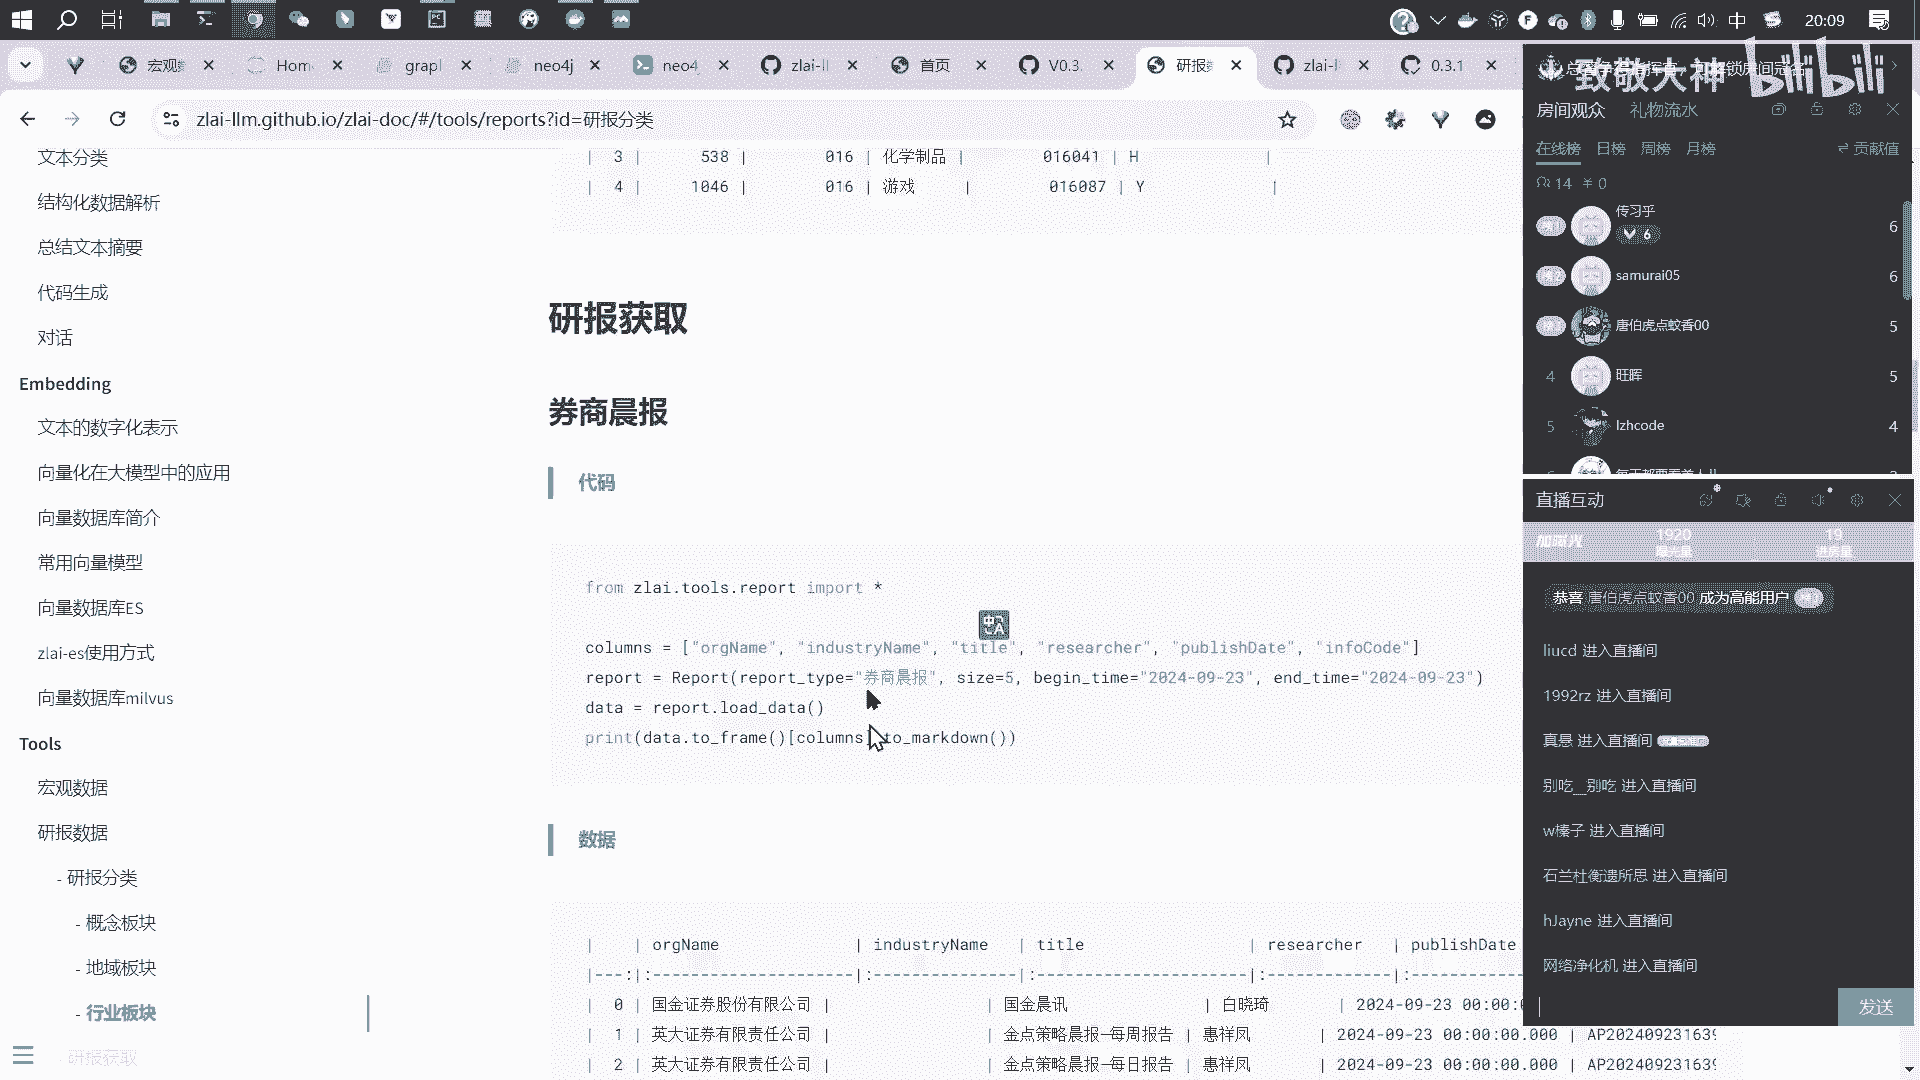 20:09
中
宏观数
Hom
grapl
neo4j
neo4
zlai-ll
首页
V0.3.
研报数
zlai-l
0.3.1
zlai-llm.github.io/zlai-doc/#/tools/reports?id=研报分类
文本分类
结构化数据解析
总结文本摘要
代码生成
对话
Embedding
文本的数字化表示
向量化在大模型中的应用
向量数据库简介
常用向量模型
向量数据库ES
zlai-es使用方式
向量数据库milvus
Tools
宏观数据
研报数据
- 研报分类
- 概念板块
- 地域板块
- 行业板块
- 研报获取
| 3 | 538 | 016 | 化学制品 | 016041 | H |
| 4 | 1046 | 016 | 游戏 | 016087 | Y |
研报获取
券商晨报
代码
from zlai.tools.report import *
columns = ["orgName", "industryName", "title", "researcher", "publishDate", "infoCode"]
report = Report(report_type="券商晨报", size=5, begin_time="2024-09-23", end_time="2024-09-23")
data = report.load_data()
print(data.to_frame()[columns].to_markdown())
数据
| | orgName | industryName | title | researcher | publishDate
|---:|:----------------------|:---------------|:----------------------|:-------------|:
| 0 | 国金证券股份有限公司 | | 国金晨讯 | 白晓琦 | 2024-09-23 00:00:0
| 1 | 英大证券有限责任公司 | | 金点策略晨报—每周报告 | 惠祥凤 | 2024-09-23 00:00:00.000 | AP202409231639
| 2 | 英大证券有限责任公司 | | 金点策略晨报—每日报告 | 惠祥凤 | 2024-09-23 00:00:00.000 | AP202409231639
致敬大神
bilibili
房间观众 礼物流水
在线榜 日榜 周榜 月榜 贡献值
14 ¥ 0
传习乎 6
6
samurai05 6
唐伯虎点蚊香00 5
4 旺晖 5
5 lzhcode 4
直播互动
1920 19
曝光量 进房量
恭喜 唐伯虎点蚊香00 成为高能用户
liucd 进入直播间
1992rz 进入直播间
真悬 进入直播间
别吃__别吃 进入直播间
w榛子 进入直播间
石兰杜衡遗所思 进入直播间
hJayne 进入直播间
网络净化机 进入直播间
发送